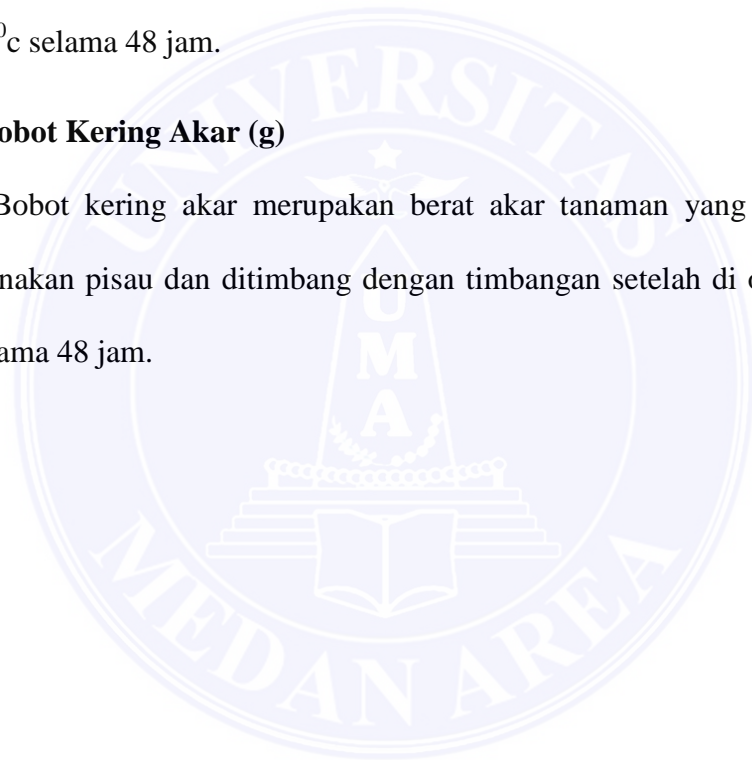 ⁰c selama 48 jam.
obot Kering Akar (g)
Bobot kering akar merupakan berat akar tanaman yang
nakan pisau dan ditimbang dengan timbangan setelah di
ama 48 jam.
UNIVERSITAS
UMA
MEDAN AREA